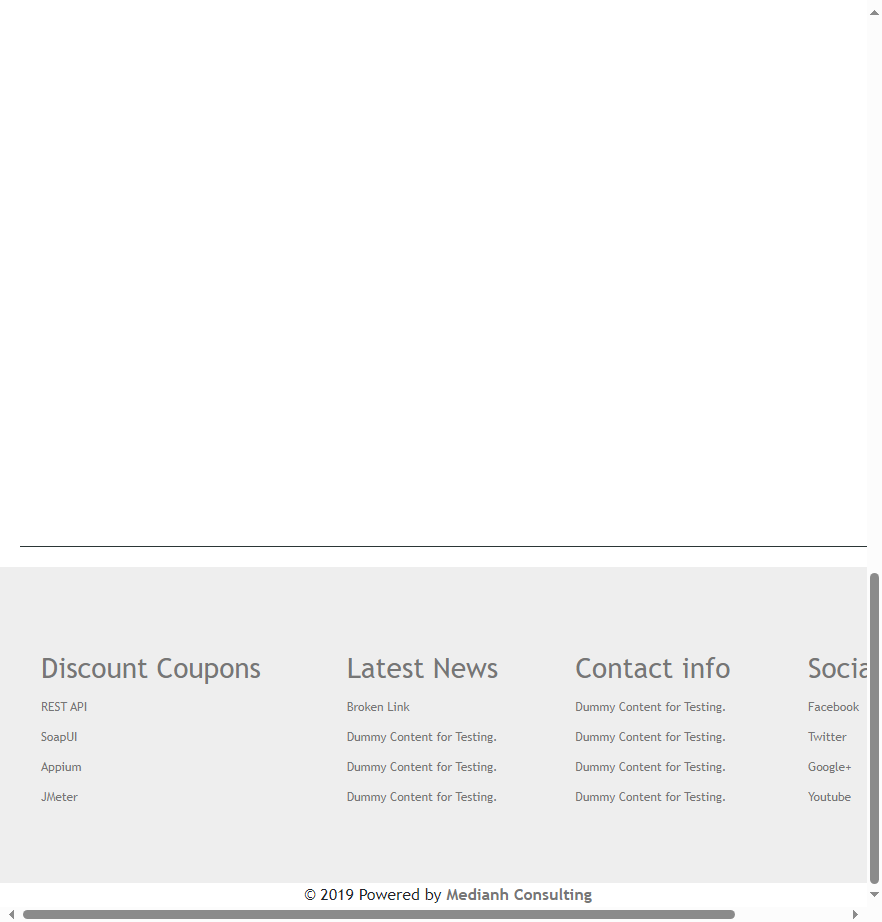 Discount Coupons
REST API
SoapUI
Appium
JMeter
Latest News
Broken Link
Dummy Content for Testing.
Dummy Content for Testing.
Dummy Content for Testing.
Contact info
Dummy Content for Testing.
Dummy Content for Testing.
Dummy Content for Testing.
Dummy Content for Testing.
Socia
Facebook
Twitter
Google+
Youtube
© 2019 Powered by Medianh Consulting